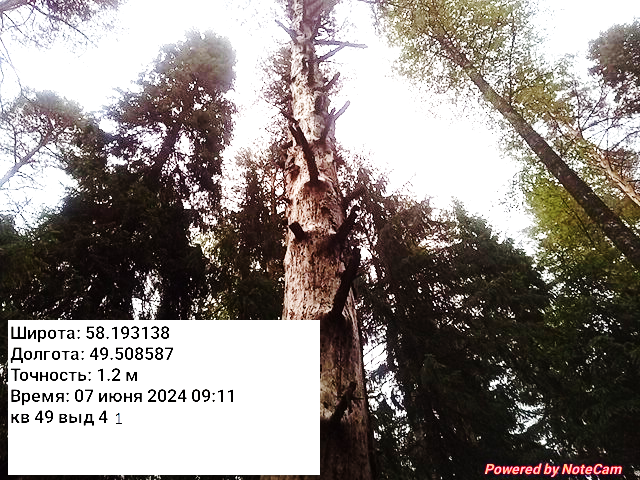 Широта: 58.193138
Долгота: 49.508587
Точность: 1.2 м
Время: 07 июня 2024 09:11
кв 49 выд 4 1
Powered by NoteCam